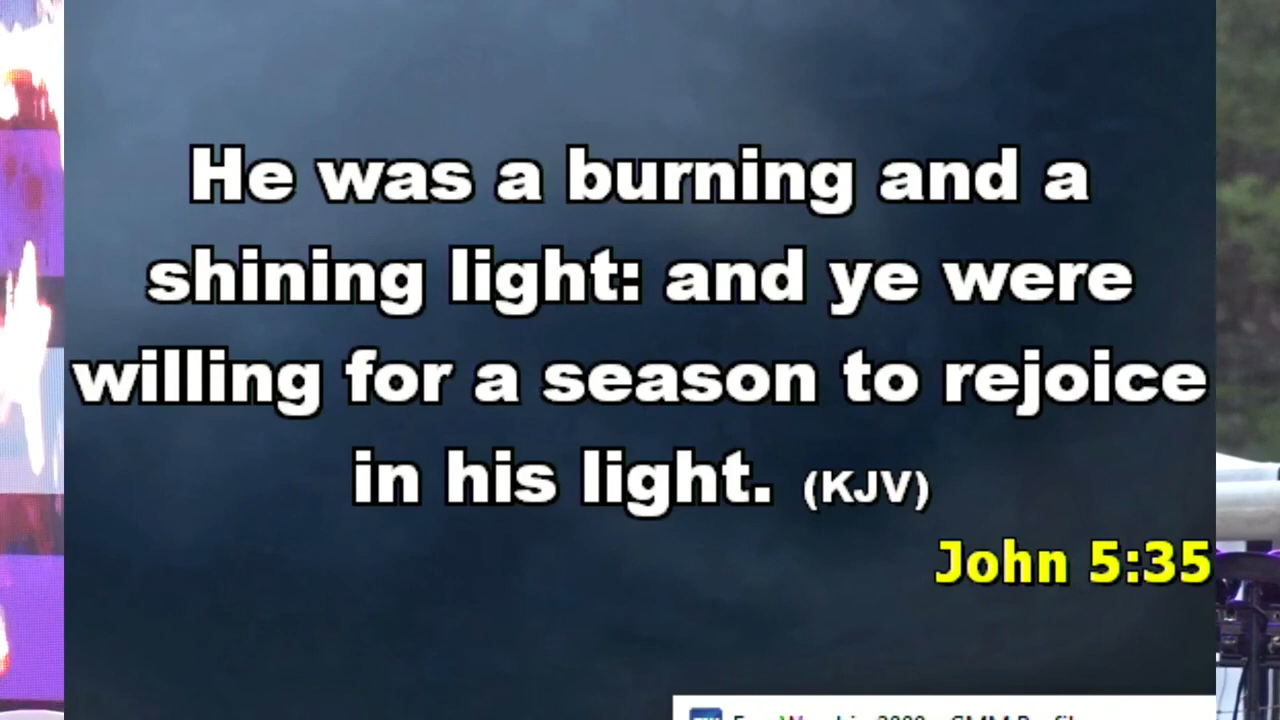 He was a burning and a
shining light: and ye were
willing for a season to rejoice
in his light. (KJV)
John 5:35